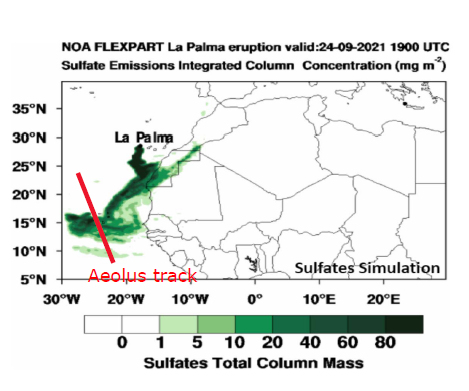 NOA FLEXPART La Palma eruption valid:24-09-2021 1900 UTC
Sulfate Emissions Integrated Column Concentration (mg m-2)
35°N
30°N
La Palma
25°N
20°N
15°N
10°N
5°N
Aeolus track
Sulfates Simulation
30°W 20°W 10°W 0° 10°E 20°E
0 1 5 10 20 40 60 80
Sulfates Total Column Mass